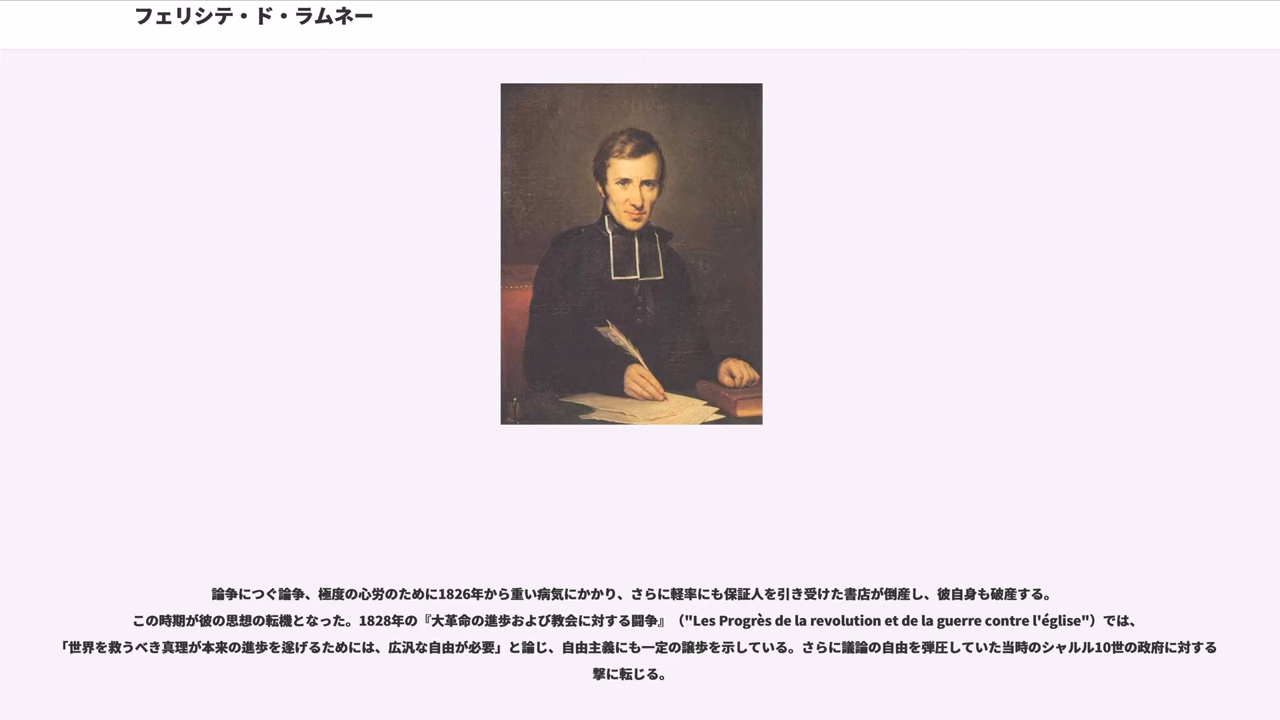 フェリシテ・ド・ラムネー
論争につぐ論争、極度の心労のために1826年から重い病気にかかり、さらに軽率にも保証人を引き受けた書店が倒産し、彼自身も破産する。
この時期が彼の思想の転機となった。1828年の『大革命の進歩および教会に対する闘争』（"Les Progrès de la revolution et de la guerre contre l'église"）では、
「世界を救うべき真理が本来の進歩を遂げるためには、広汎な自由が必要」と論じ、自由主義にも一定の譲歩を示している。さらに議論の自由を弾圧していた当時のシャルル10世の政府に対する
撃に転じる。